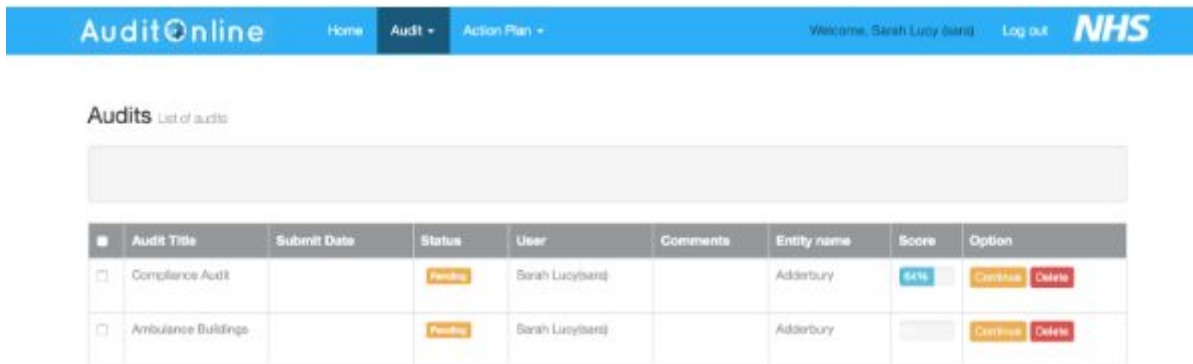 AuditOnline Home Audit Action Plan Welcome, Sarah Lucy (sara) Log out NHS
Audits List of audits
Audit Title Submit Date Status User Comments Entity name Score Option
Compliance Audit Pending Sarah Lucy(sara) Adderbury 64% Continue Delete
Ambulance Buildings Pending Sarah Lucy(sara) Adderbury Continue Delete